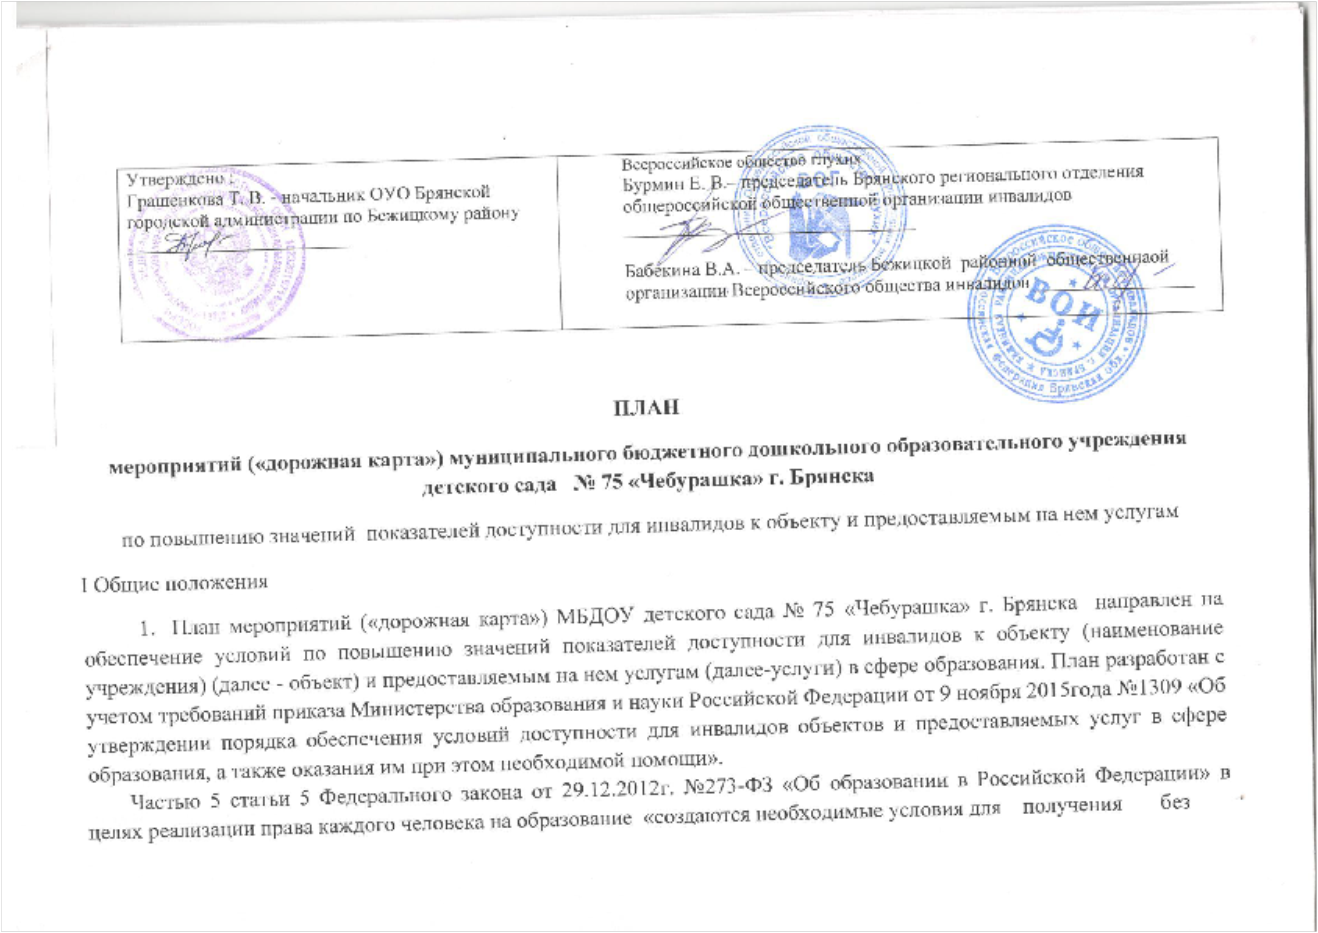 Утверждено :
Гращенкова Т. В. - начальник ОУО Брянской
городской администрации по Бежицкому району
Всероссийское общество глухих
Бурмин Е. В.– председатель Брянского регионального отделения
общероссийской общественной организации инвалидов
Бабекина В.А. – председатель Бежицкой районной общественнаой
организации Всероссийского общества инвалидов
ВОГ
ВОИ
ПЛАН
мероприятий («дорожная карта») муниципального бюджетного дошкольного образовательного учреждения
детского сада № 75 «Чебурашка» г. Брянска
по повышению значений показателей доступности для инвалидов к объекту и предоставляемым на нем услугам
I Общие положения
1. План мероприятий («дорожная карта») МБДОУ детского сада № 75 «Чебурашка» г. Брянска направлен на
обеспечение условий по повышению значений показателей доступности для инвалидов к объекту (наименование
учреждения) (далее - объект) и предоставляемым на нем услугам (далее-услуги) в сфере образования. План разработан с
учетом требований приказа Министерства образования и науки Российской Федерации от 9 ноября 2015года №1309 «Об
утверждении порядка обеспечения условий доступности для инвалидов объектов и предоставляемых услуг в сфере
образования, а также оказания им при этом необходимой помощи».
Частью 5 статьи 5 Федерального закона от 29.12.2012г. №273-ФЗ «Об образовании в Российской Федерации» в
целях реализации права каждого человека на образование «создаются необходимые условия для получения без